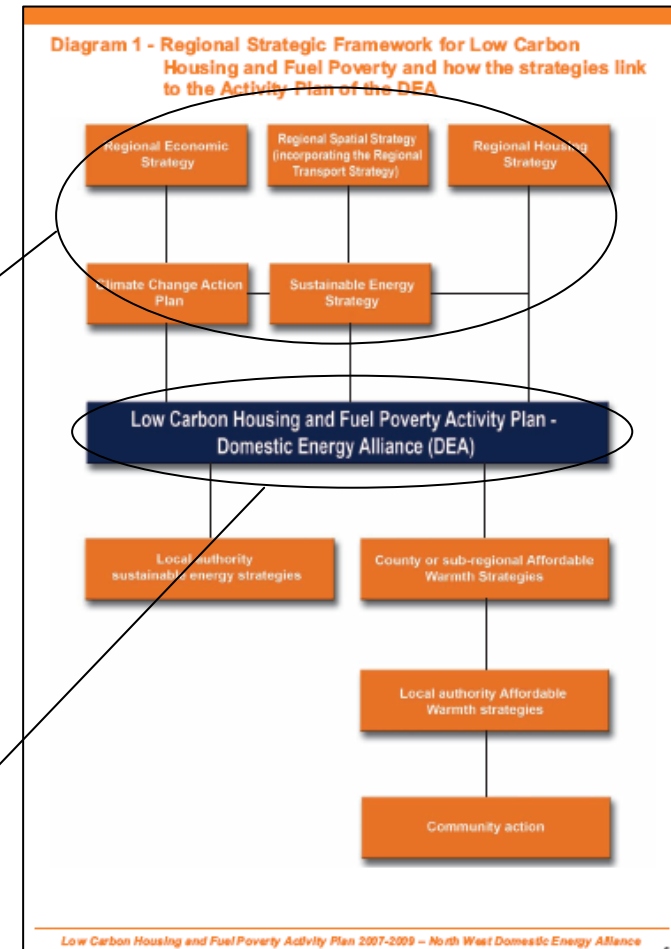 Diagram 1 - Regional Strategic Framework for Low Carbon
Housing and Fuel Poverty and how the strategies link
to the Activity Plan of the DEA
Regional Economic
Strategy
Regional Spatial Strategy
(incorporating the Regional
Transport Strategy)
Regional Housing
Strategy
Climate Change Action
Plan
Sustainable Energy
Strategy
Low Carbon Housing and Fuel Poverty Activity Plan -
Domestic Energy Alliance (DEA)
Local authority
sustainable energy strategies
County or sub-regional Affordable
Warmth Strategies
Local authority Affordable
Warmth strategies
Community action
Low Carbon Housing and Fuel Poverty Activity Plan 2007-2009 – North West Domestic Energy Alliance